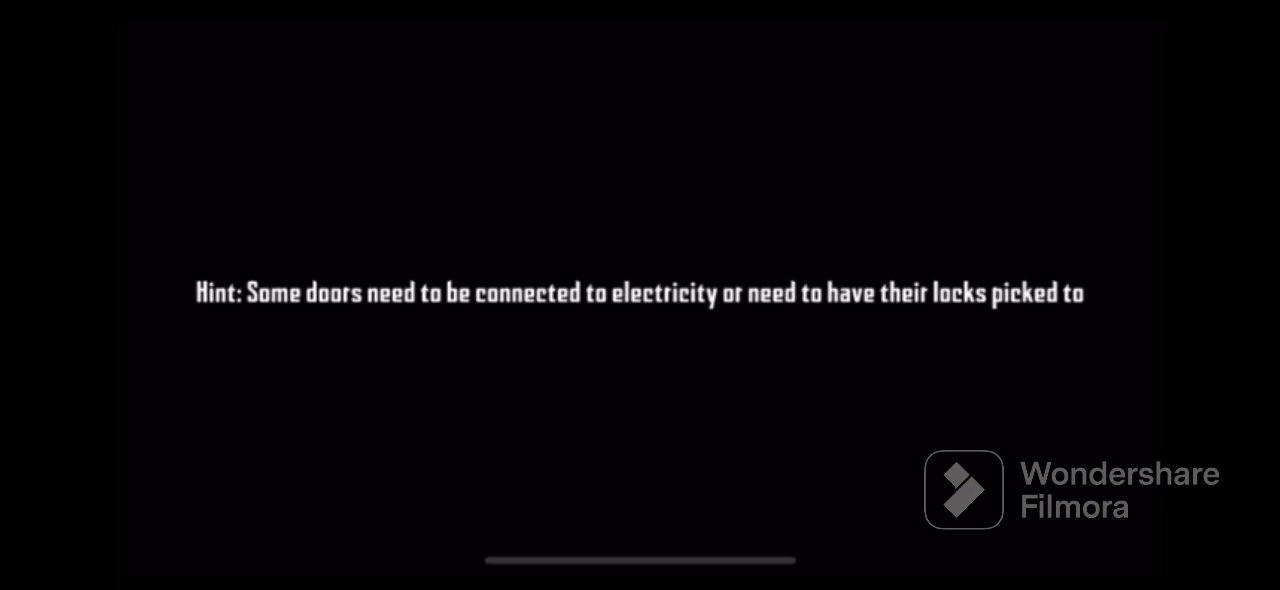 Hint: Some doors need to be connected to electricity or need to have their locks picked to
Wondershare
Filmora